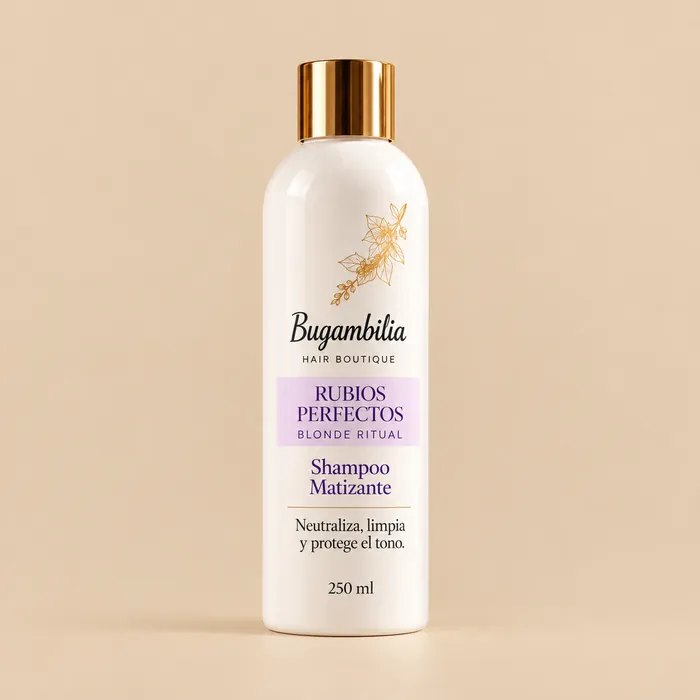 Bugambilia
HAIR BOUTIQUE
RUBIOS
PERFECTOS
BLONDE RITUAL
Shampoo
Matizante
Neutraliza, limpia
y protege el tono.
250 ml